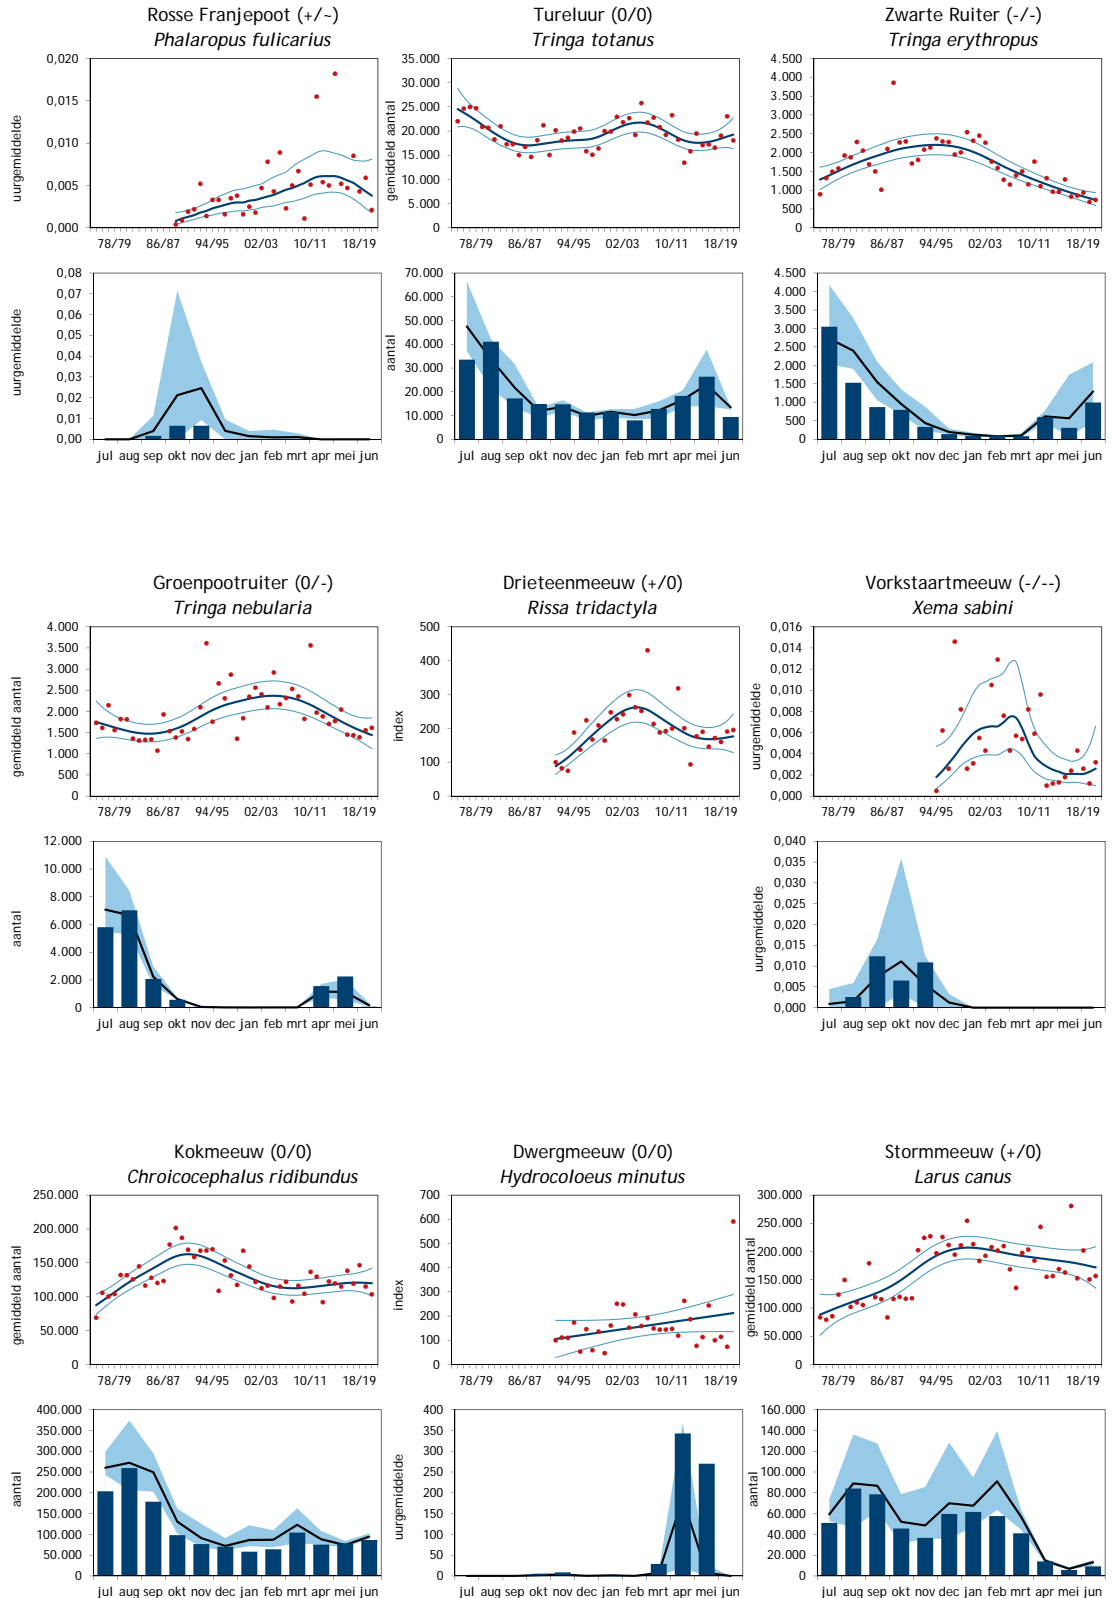 Rosse Franjepoot (+/~)
Phalaropus fulicarius
uurgemiddelde
0,020
0,015
0,010
0,005
0,000
78/79 86/87 94/95 02/03 10/11 18/19
uurgemiddelde
0,08
0,07
0,06
0,05
0,04
0,03
0,02
0,01
0,00
jul aug sep okt nov dec jan feb mrt apr mei jun
Tureluur (0/0)
Tringa totanus
gemiddeld aantal
35.000
30.000
25.000
20.000
15.000
10.000
5.000
0
78/79 86/87 94/95 02/03 10/11 18/19
aantal
70.000
60.000
50.000
40.000
30.000
20.000
10.000
0
jul aug sep okt nov dec jan feb mrt apr mei jun
Zwarte Ruiter (-/-)
Tringa erythropus
4.500
4.000
3.500
3.000
2.500
2.000
1.500
1.000
500
0
78/79 86/87 94/95 02/03 10/11 18/19
4.500
4.000
3.500
3.000
2.500
2.000
1.500
1.000
500
0
jul aug sep okt nov dec jan feb mrt apr mei jun
Groenpootruiter (0/-)
Tringa nebularia
gemiddeld aantal
4.000
3.500
3.000
2.500
2.000
1.500
1.000
500
0
78/79 86/87 94/95 02/03 10/11 18/19
aantal
12.000
10.000
8.000
6.000
4.000
2.000
0
jul aug sep okt nov dec jan feb mrt apr mei jun
Drieteenmeeuw (+/0)
Rissa tridactyla
index
500
400
300
200
100
0
78/79 86/87 94/95 02/03 10/11 18/19
Vorkstaartmeeuw (-/--)
Xema sabini
uurgemiddelde
0,016
0,014
0,012
0,010
0,008
0,006
0,004
0,002
0,000
78/79 86/87 94/95 02/03 10/11 18/19
uurgemiddelde
0,040
0,035
0,030
0,025
0,020
0,015
0,010
0,005
0,000
jul aug sep okt nov dec jan feb mrt apr mei jun
Kokmeeuw (0/0)
Chroicocephalus ridibundus
gemiddeld aantal
250.000
200.000
150.000
100.000
50.000
0
78/79 86/87 94/95 02/03 10/11 18/19
aantal
400.000
350.000
300.000
250.000
200.000
150.000
100.000
50.000
0
jul aug sep okt nov dec jan feb mrt apr mei jun
Dwergmeeuw (0/0)
Hydrocoloeus minutus
index
700
600
500
400
300
200
100
0
78/79 86/87 94/95 02/03 10/11 18/19
uurgemiddelde
400
350
300
250
200
150
100
50
0
jul aug sep okt nov dec jan feb mrt apr mei jun
Stormmeeuw (+/0)
Larus canus
gemiddeld aantal
300.000
250.000
200.000
150.000
100.000
50.000
0
78/79 86/87 94/95 02/03 10/11 18/19
aantal
160.000
140.000
120.000
100.000
80.000
60.000
40.000
20.000
0
jul aug sep okt nov dec jan feb mrt apr mei jun